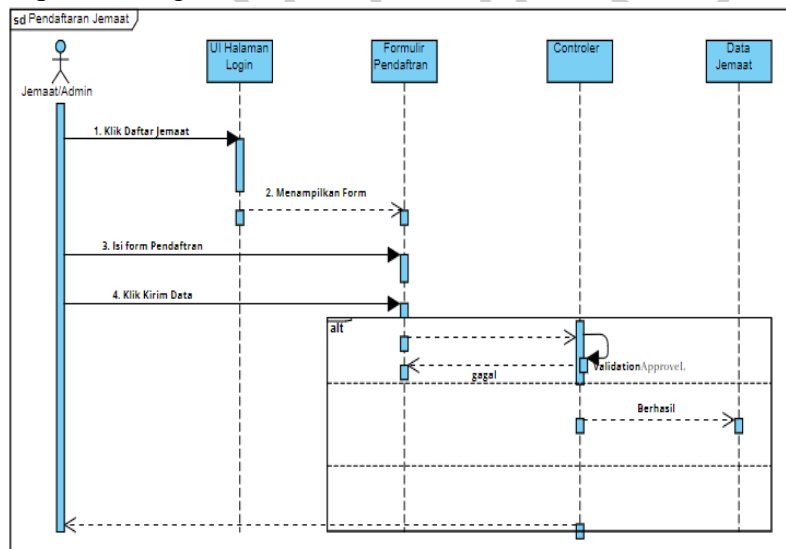 sd Pendaftaran Jemaat
UI Halaman
Login
Formulir
Pendaftran
Controler
Data
Jemaat
Jemaat/Admin
1. Klik Daftar Jemaat
2. Menampilkan Form
3. Isi form Pendaftran
4. Klik Kirim Data
alt
ValidationApproveL
gagal
Berhasil